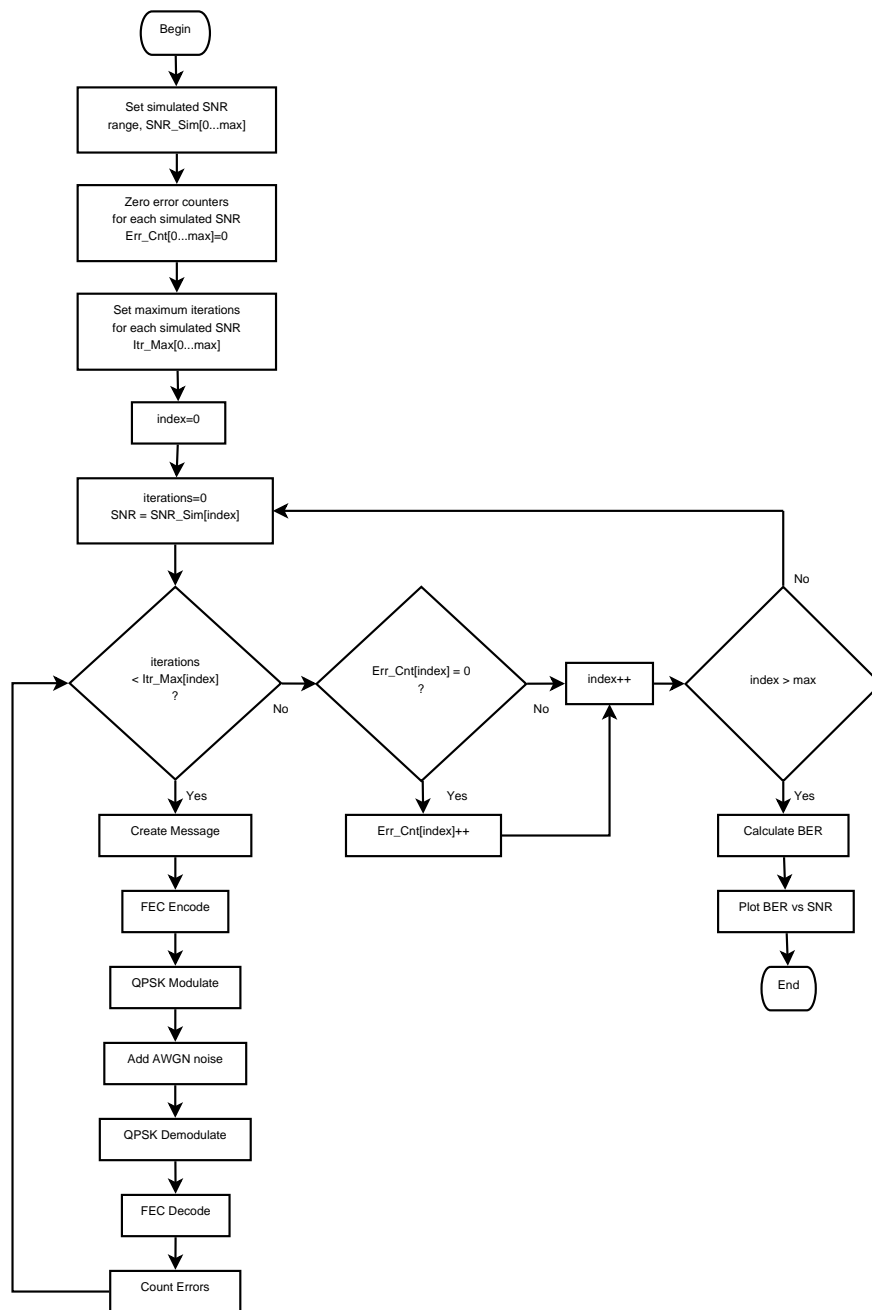 Begin
Set simulated SNR
range, SNR_Sim[0...max]
Zero error counters
for each simulated SNR
Err_Cnt[0...max]=0
Set maximum iterations
for each simulated SNR
Itr_Max[0...max]
index=0
iterations=0
SNR = SNR_Sim[index]
iterations
< Itr_Max[index]
?
No
Yes
Err_Cnt[index] = 0
?
No
Yes
Err_Cnt[index]++
index++
index > max
No
Yes
Create Message
FEC Encode
QPSK Modulate
Add AWGN noise
QPSK Demodulate
FEC Decode
Count Errors
Calculate BER
Plot BER vs SNR
End